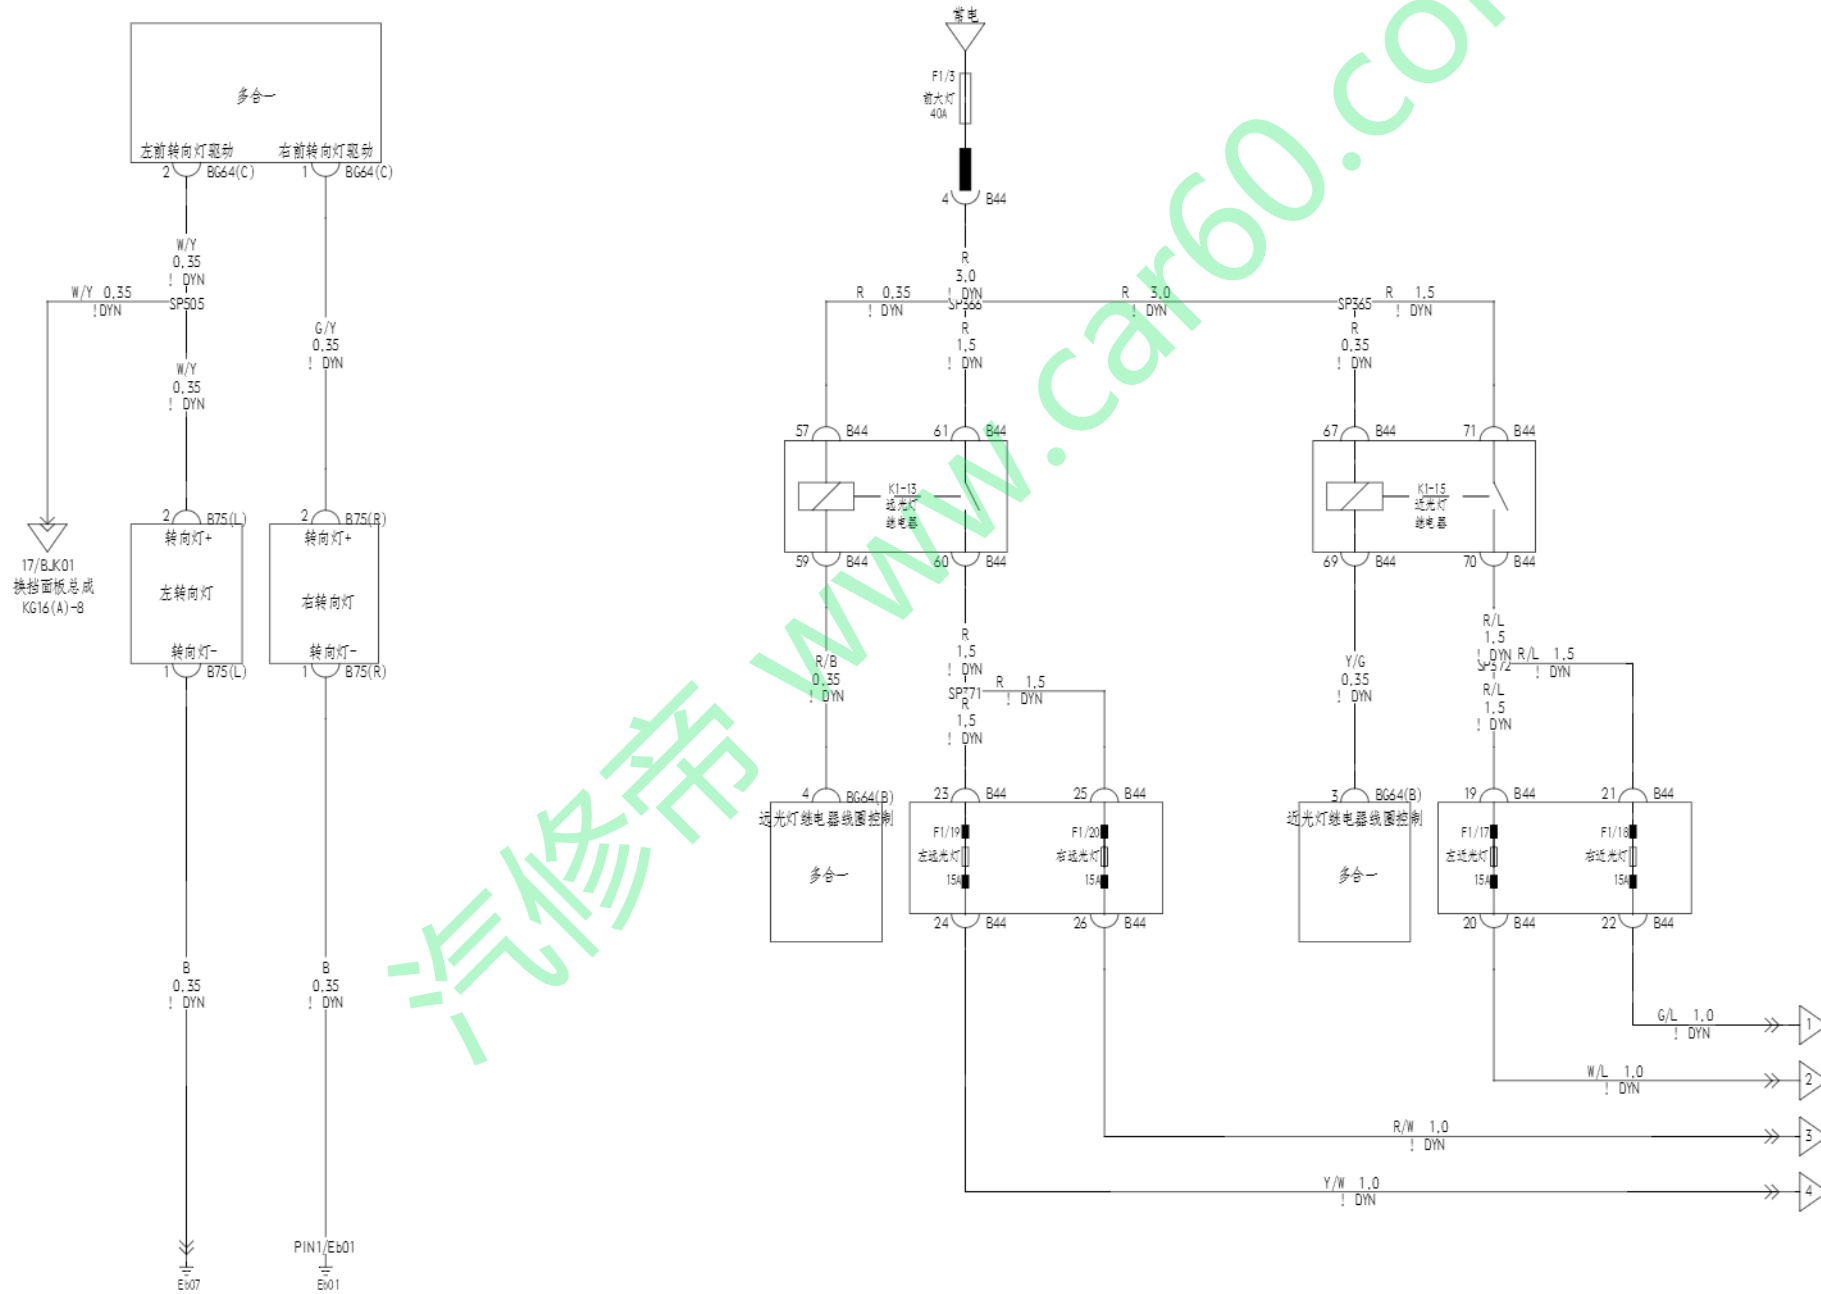 常电
F1/3
前大灯
40A
多合一
左前转向灯驱动
右前转向灯驱动
2
BG64(C)
1
BG64(C)
4
B44
W/Y
0.35
! DYN
R
3.0
! DYN
W/Y 0.35
! DYN
SP505
R 0.35
! DYN
R 3.0
! DYN
SP365
R 1.5
! DYN
G/Y
0.35
! DYN
R
1.5
! DYN
R
0.35
! DYN
W/Y
0.35
! DYN
57
B44
61
B44
67
B44
71
B44
K1-13
远光灯
继电器
K1-15
近光灯
继电器
2
B75(L)
2
B75(R)
转向灯+
转向灯+
59
B44
60
B44
69
B44
70
B44
17/BJK01
换挡面板总成
KG16(A)-8
左转向灯
右转向灯
转向灯-
转向灯-
1
B75(L)
1
B75(R)
R/B
0.35
! DYN
R
1.5
! DYN
R 1.5
! DYN
R
1.5
! DYN
Y/G
0.35
! DYN
R/L
1.5
! DYN
R/L 1.5
! DYN
R/L
1.5
! DYN
4
BG64(B)
远光灯继电器线圈控制
多合一
23
B44
25
B44
F1/19
左远光灯
15A
F1/20
右远光灯
15A
24
B44
26
B44
3
BG64(B)
近光灯继电器线圈控制
多合一
19
B44
21
B44
F1/17
左近光灯
15A
F1/18
右近光灯
15A
20
B44
22
B44
B
0.35
! DYN
B
0.35
! DYN
G/L 1.0
! DYN
1
W/L 1.0
! DYN
2
R/W 1.0
! DYN
3
Y/W 1.0
! DYN
4
PIN1/Eb01
Eb07
Eb01
汽修帝 www.car60.com